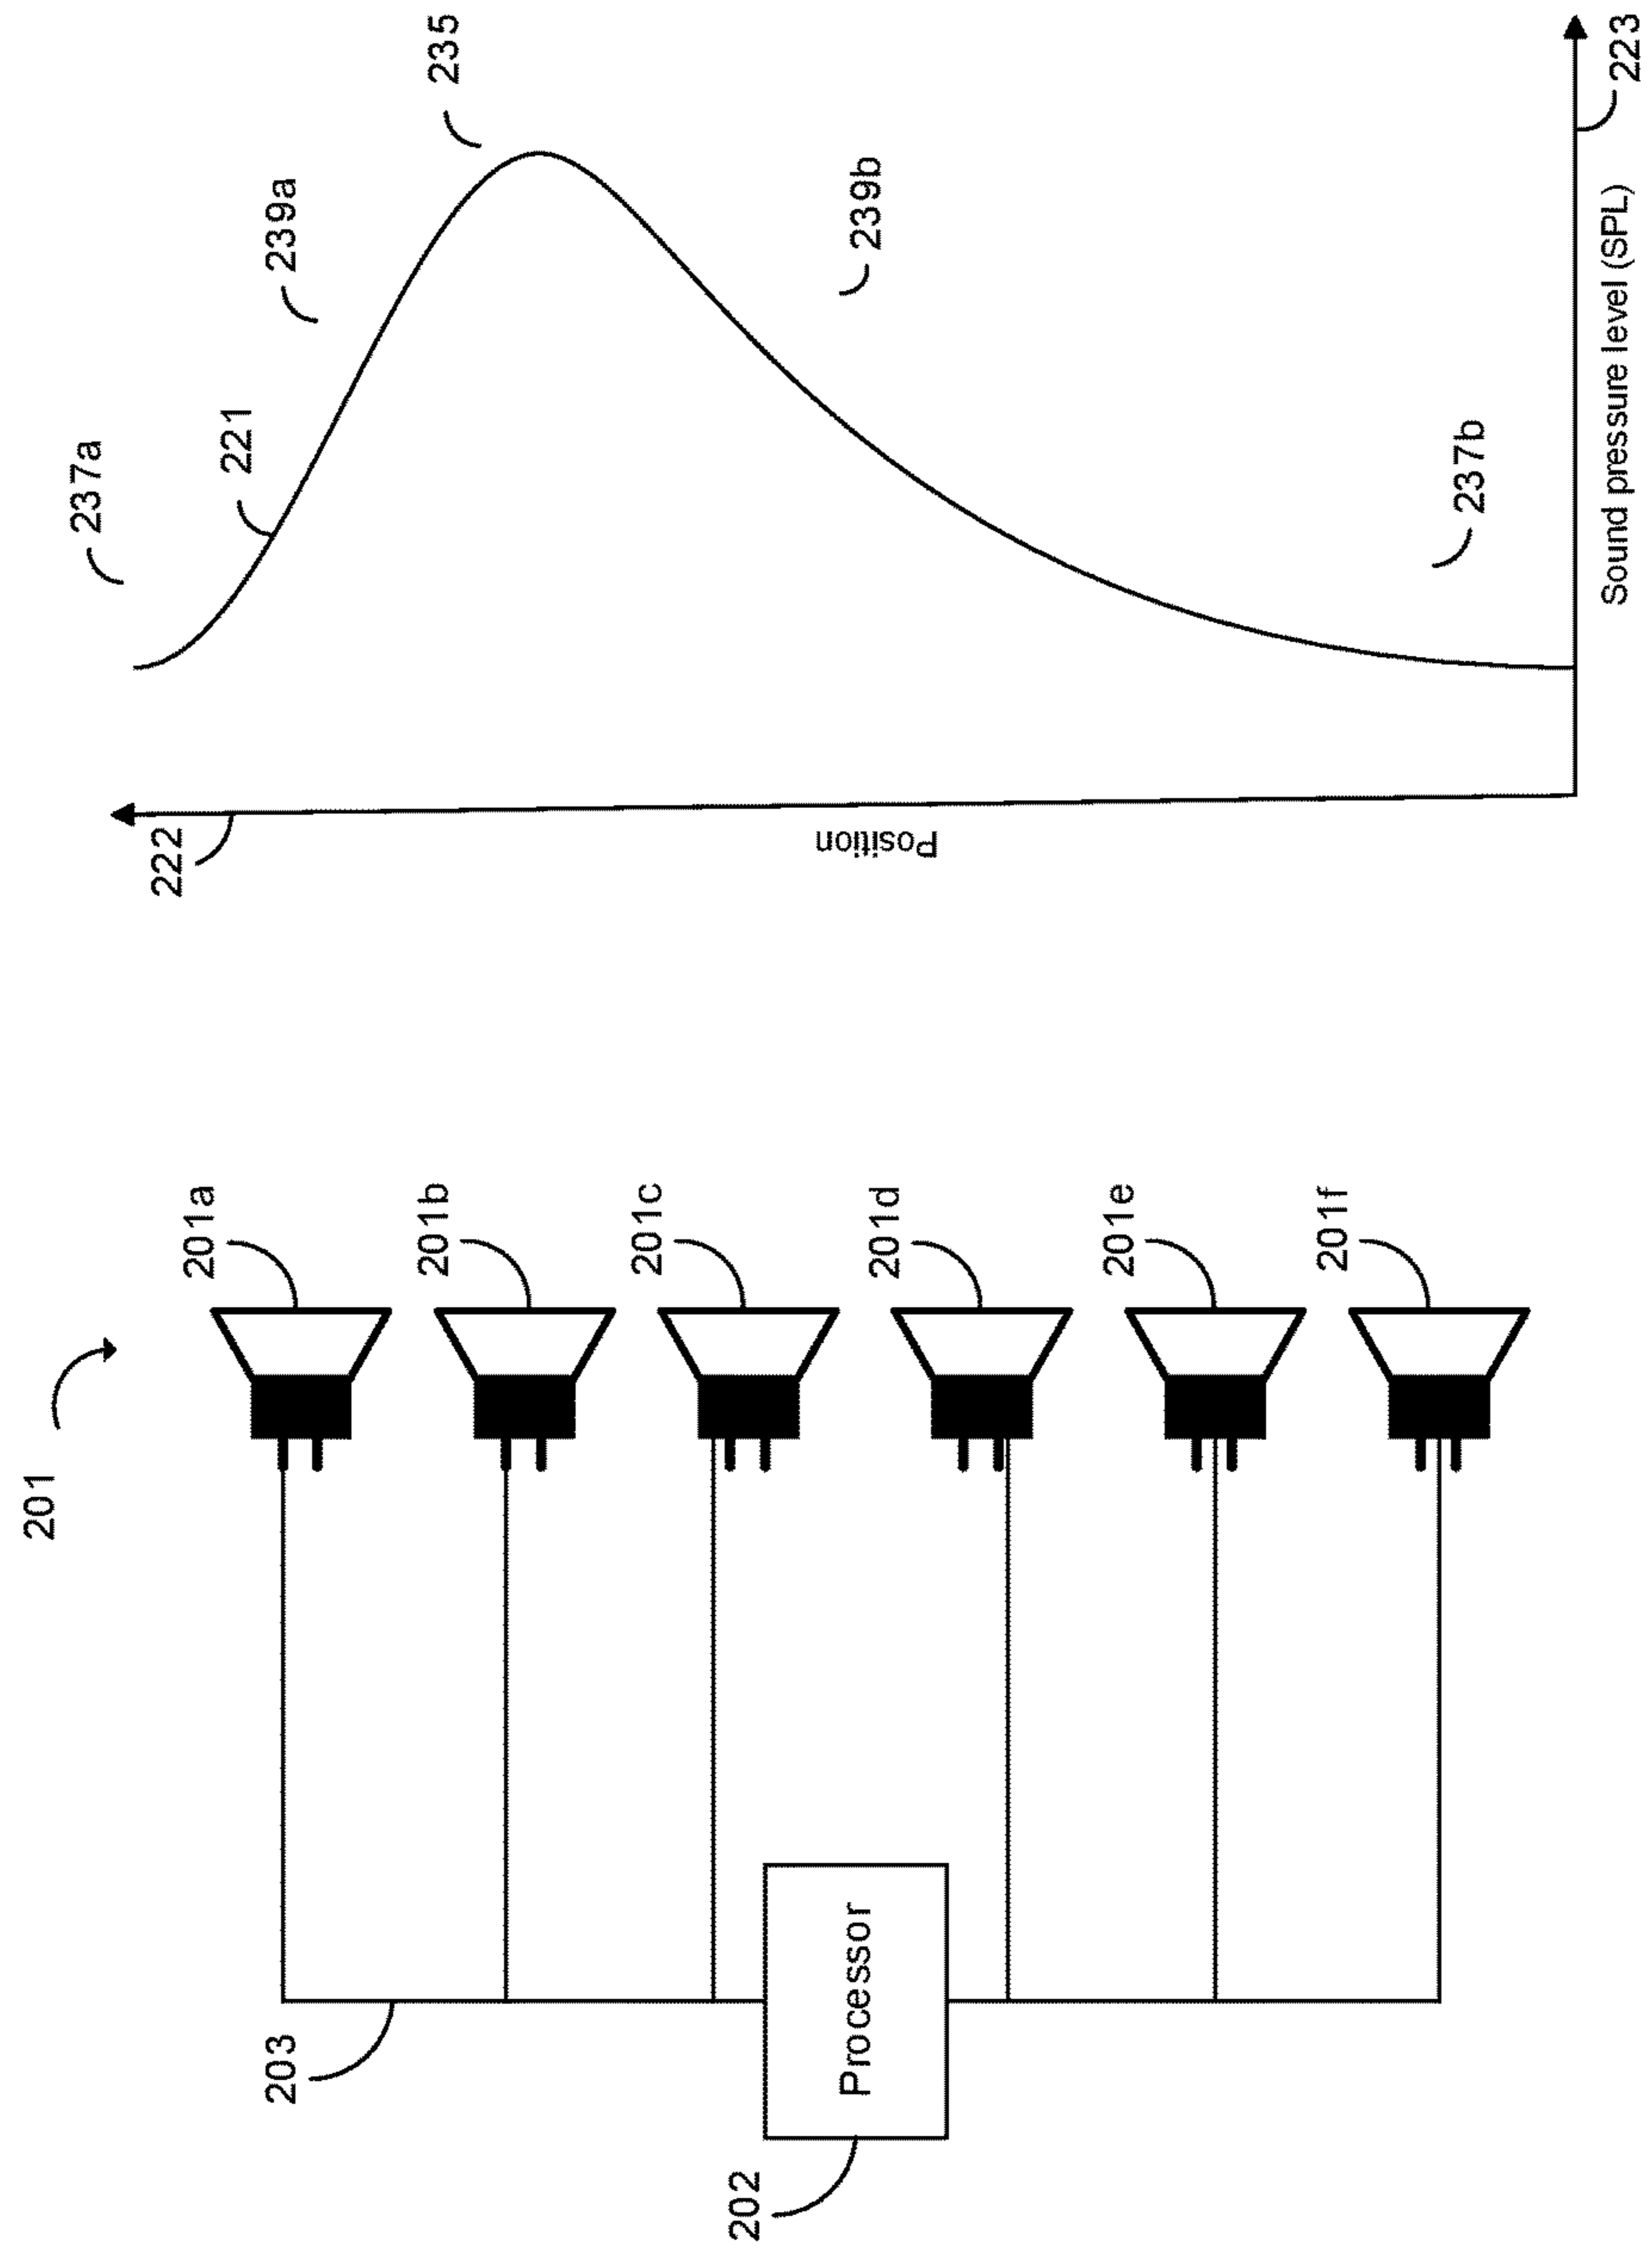 237a
239a
235
221
239b
237b
222
Position
Sound pressure level (SPL)
223
201
201a
201b
201c
201d
201e
201f
203
Processor
202